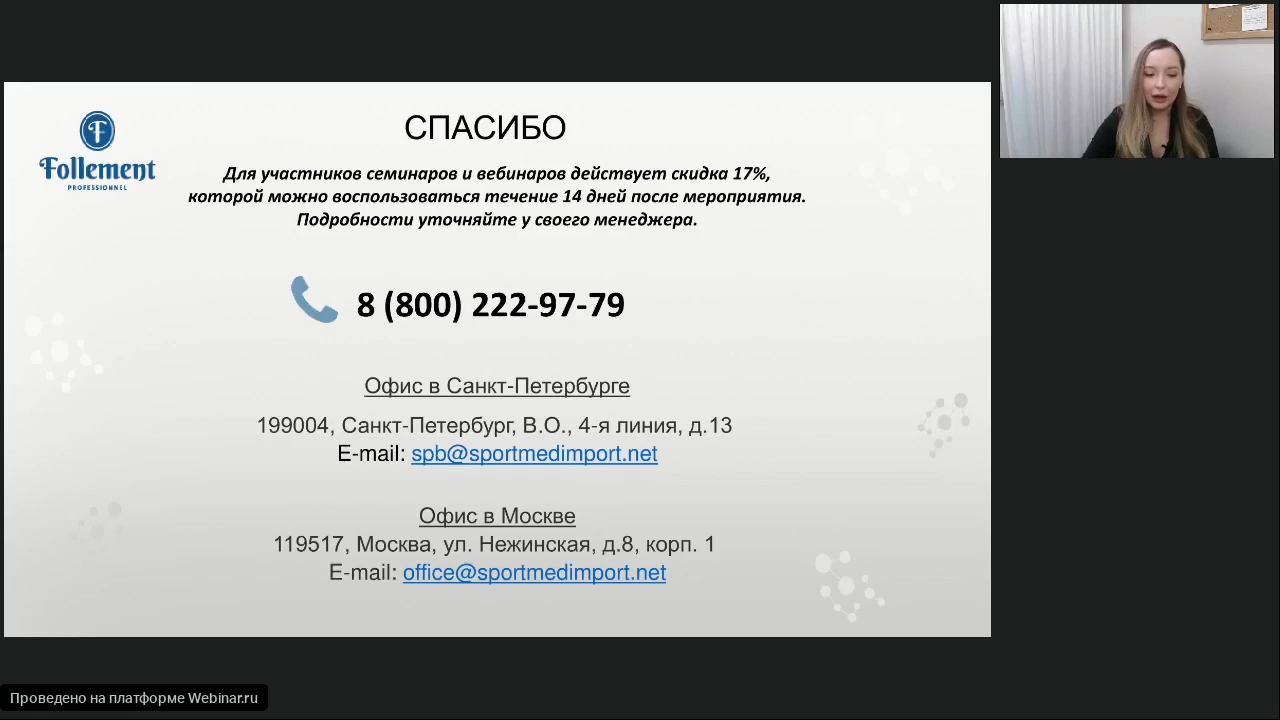 Follement
PROFESSIONNEL
СПАСИБО
Для участников семинаров и вебинаров действует скидка 17%,
которой можно воспользоваться течение 14 дней после мероприятия.
Подробности уточняйте у своего менеджера.
8 (800) 222-97-79
Офис в Санкт-Петербурге
199004, Санкт-Петербург, В.О., 4-я линия, д.13
E-mail: spb@sportmedimport.net
Офис в Москве
119517, Москва, ул. Нежинская, д.8, корп. 1
E-mail: office@sportmedimport.net
Проведено на платформе Webinar.ru